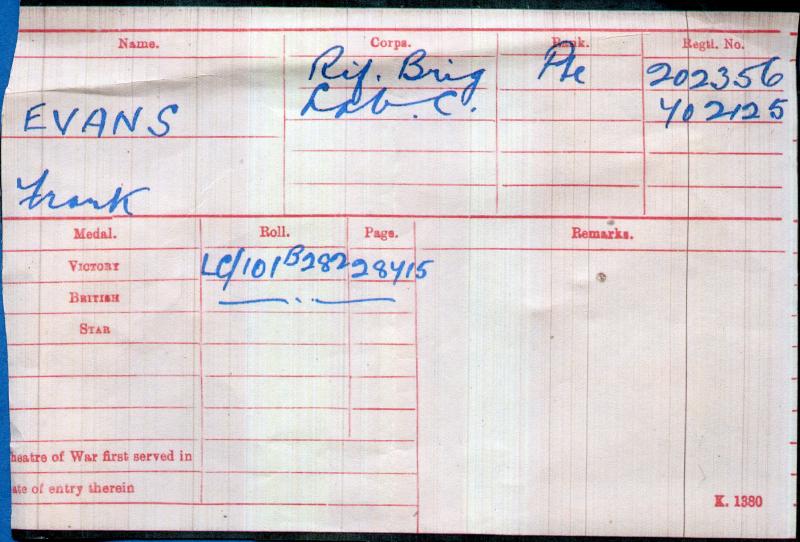 Name. Corps. Rank. Regtl. No.
Rif. Brig Pte 202356
EVANS Lab. C. 402125
Frank
Medal. Roll. Page. Remarks.
VICTORY LC/101B282 28415
BRITISH —„—
STAR
heatre of War first served in
ate of entry therein
K. 1380